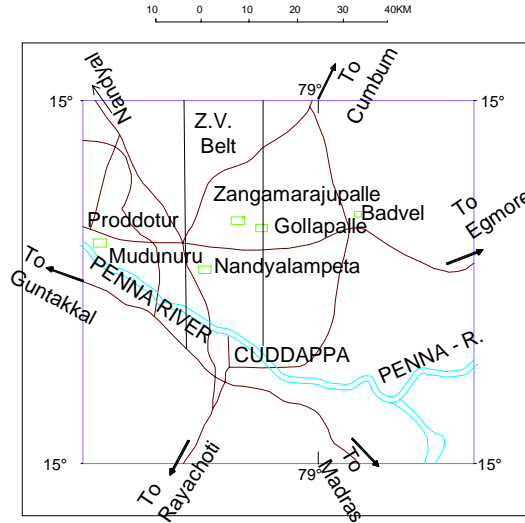 10 0 10 20 30 40KM
To
Cumbum
Nandyal
15°
79°
15°
Z.V.
Belt
To
Egmore
Zangamarajupalle
Badvel
Proddotur
Gollapalle
Mudunuru
Nandyalampeta
To
Guntakkal
PENNA RIVER
CUDDAPPA
PENNA - R.
15°
79°
15°
To
Rayachoti
To
Madras